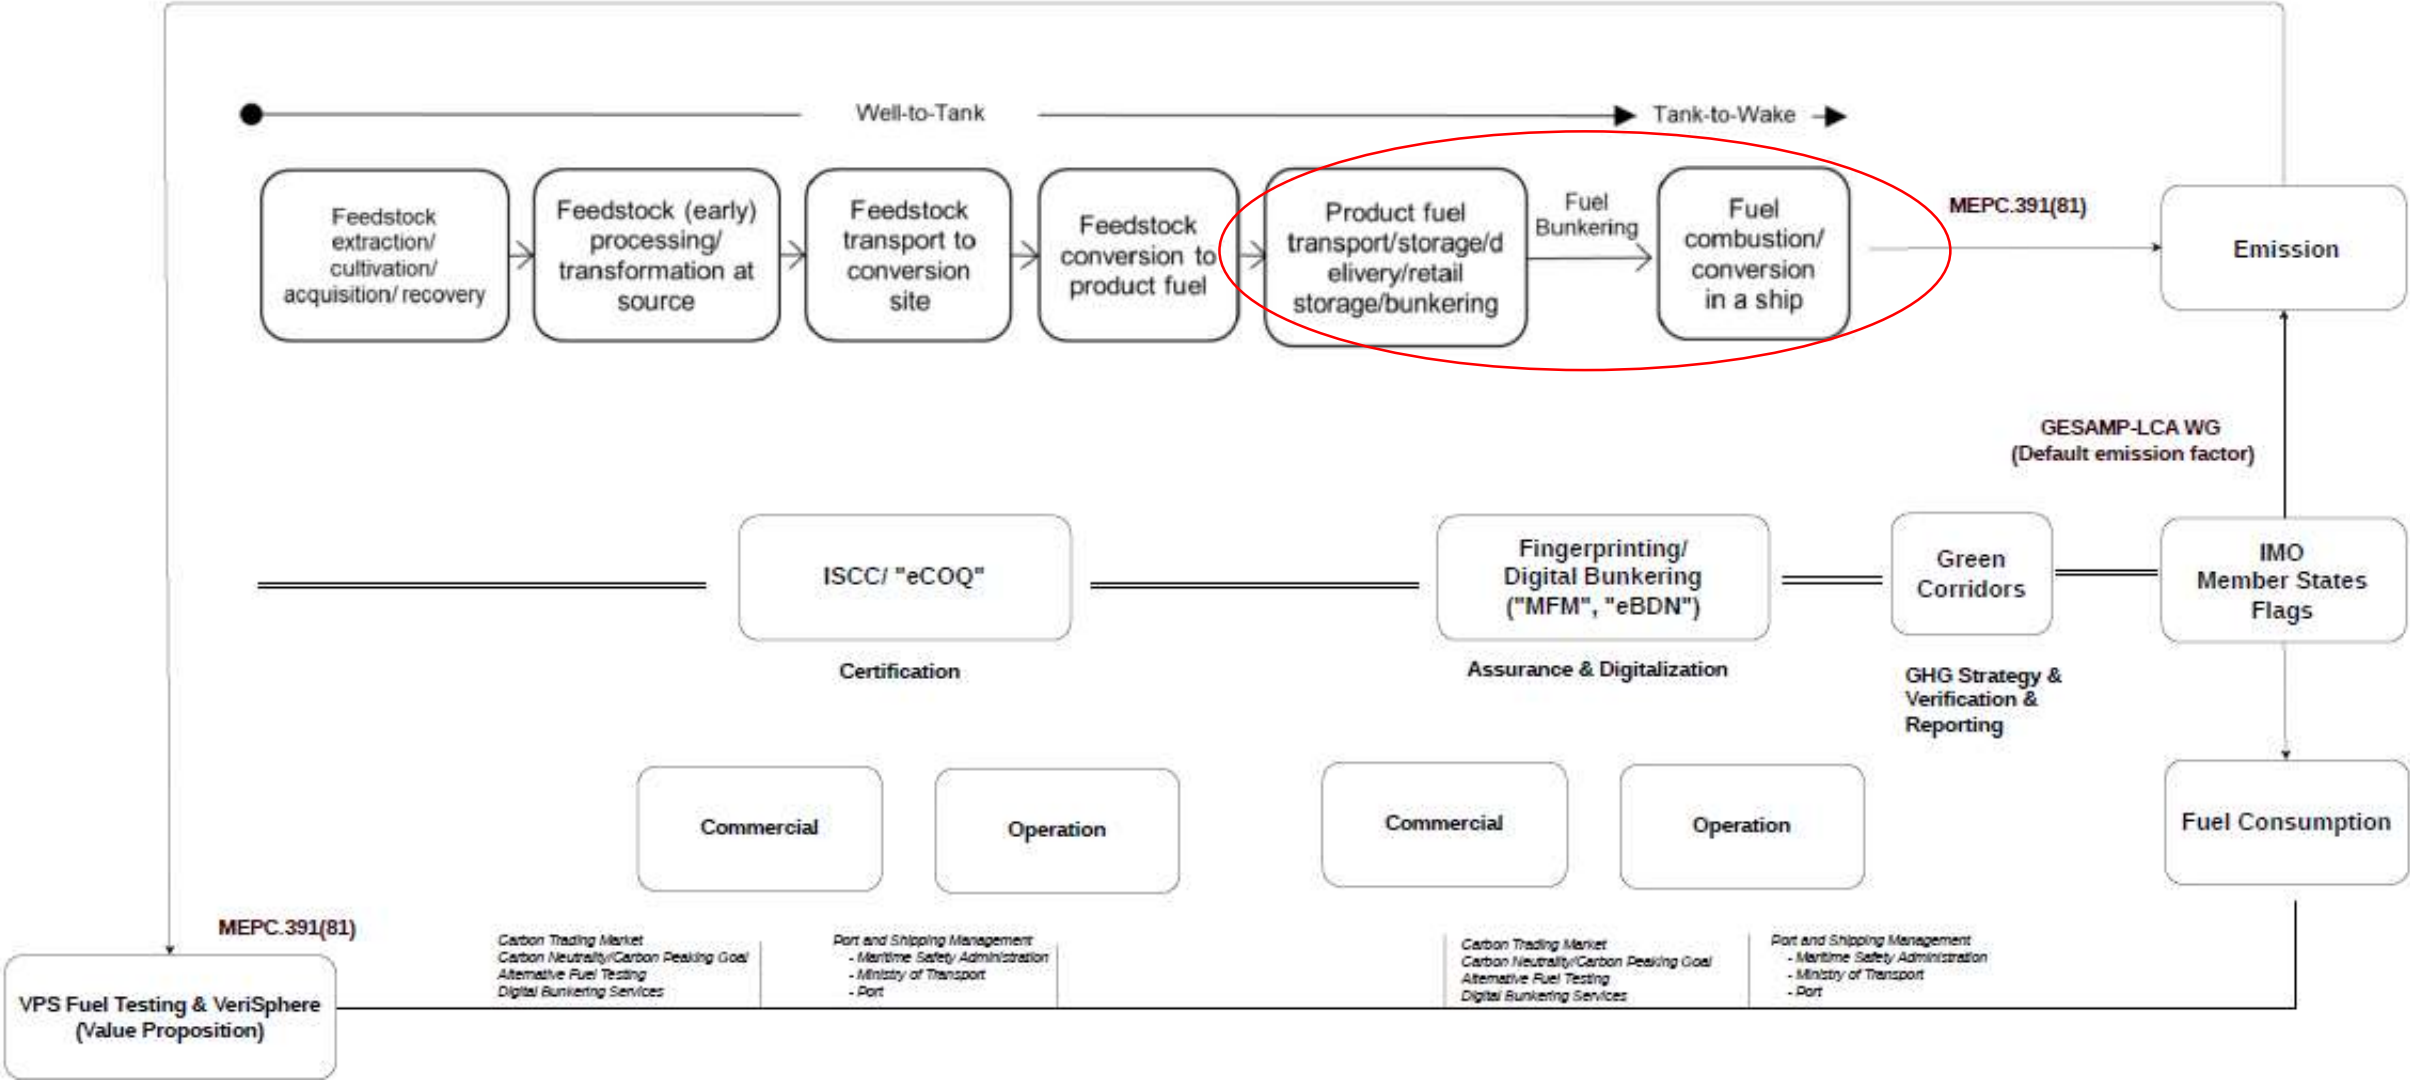 Well-to-Tank
Tank-to-Wake
Feedstock
extraction/
cultivation/
acquisition/ recovery
Feedstock (early)
processing/
transformation at
source
Feedstock
transport to
conversion
site
Feedstock
conversion to
product fuel
Product fuel
transport/storage/d
elivery/retail
storage/bunkering
Fuel
Bunkering
Fuel
combustion/
conversion
in a ship
MEPC.391(81)
Emission
GESAMP-LCA WG
(Default emission factor)
ISCC/ "eCOQ"
Certification
Fingerprinting/
Digital Bunkering
("MFM", "eBDN")
Assurance & Digitalization
Green
Corridors
GHG Strategy &
Verification &
Reporting
IMO
Member States
Flags
Commercial
Operation
Commercial
Operation
Fuel Consumption
MEPC.391(81)
VPS Fuel Testing & VeriSphere
(Value Proposition)
Carbon Trading Market
Carbon Neutrality/Carbon Peaking Goal
Alternative Fuel Testing
Digital Bunkering Services
Port and Shipping Management
- Maritime Safety Administration
- Ministry of Transport
- Port
Carbon Trading Market
Carbon Neutrality/Carbon Peaking Goal
Alternative Fuel Testing
Digital Bunkering Services
Port and Shipping Management
- Maritime Safety Administration
- Ministry of Transport
- Port